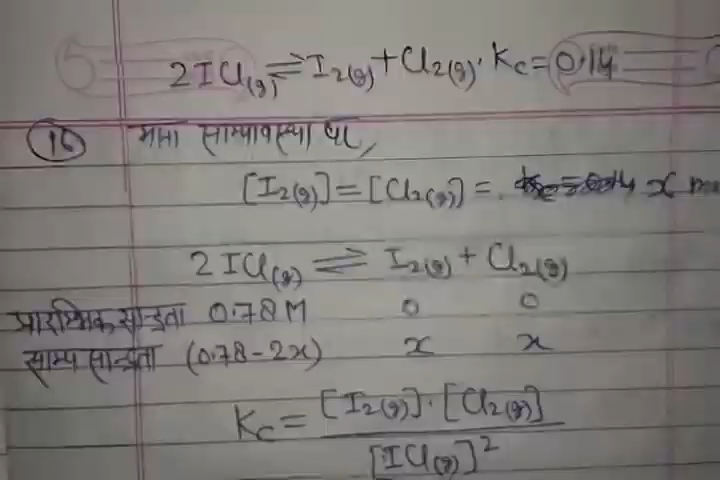 2ICl(g) ⇌ I2(g) + Cl2(g). Kc = 0.14
(16) माना साम्यावस्था पर,
[I2(g)] = [Cl2(g)] = x
2ICl(g) ⇌ I2(g) + Cl2(g)
प्रारम्भिक सान्द्रता 0.78M 0 0
साम्य सान्द्रता (0.78-2x) x x
Kc = [I2(g)].[Cl2(g)]
[ICl(g)]²